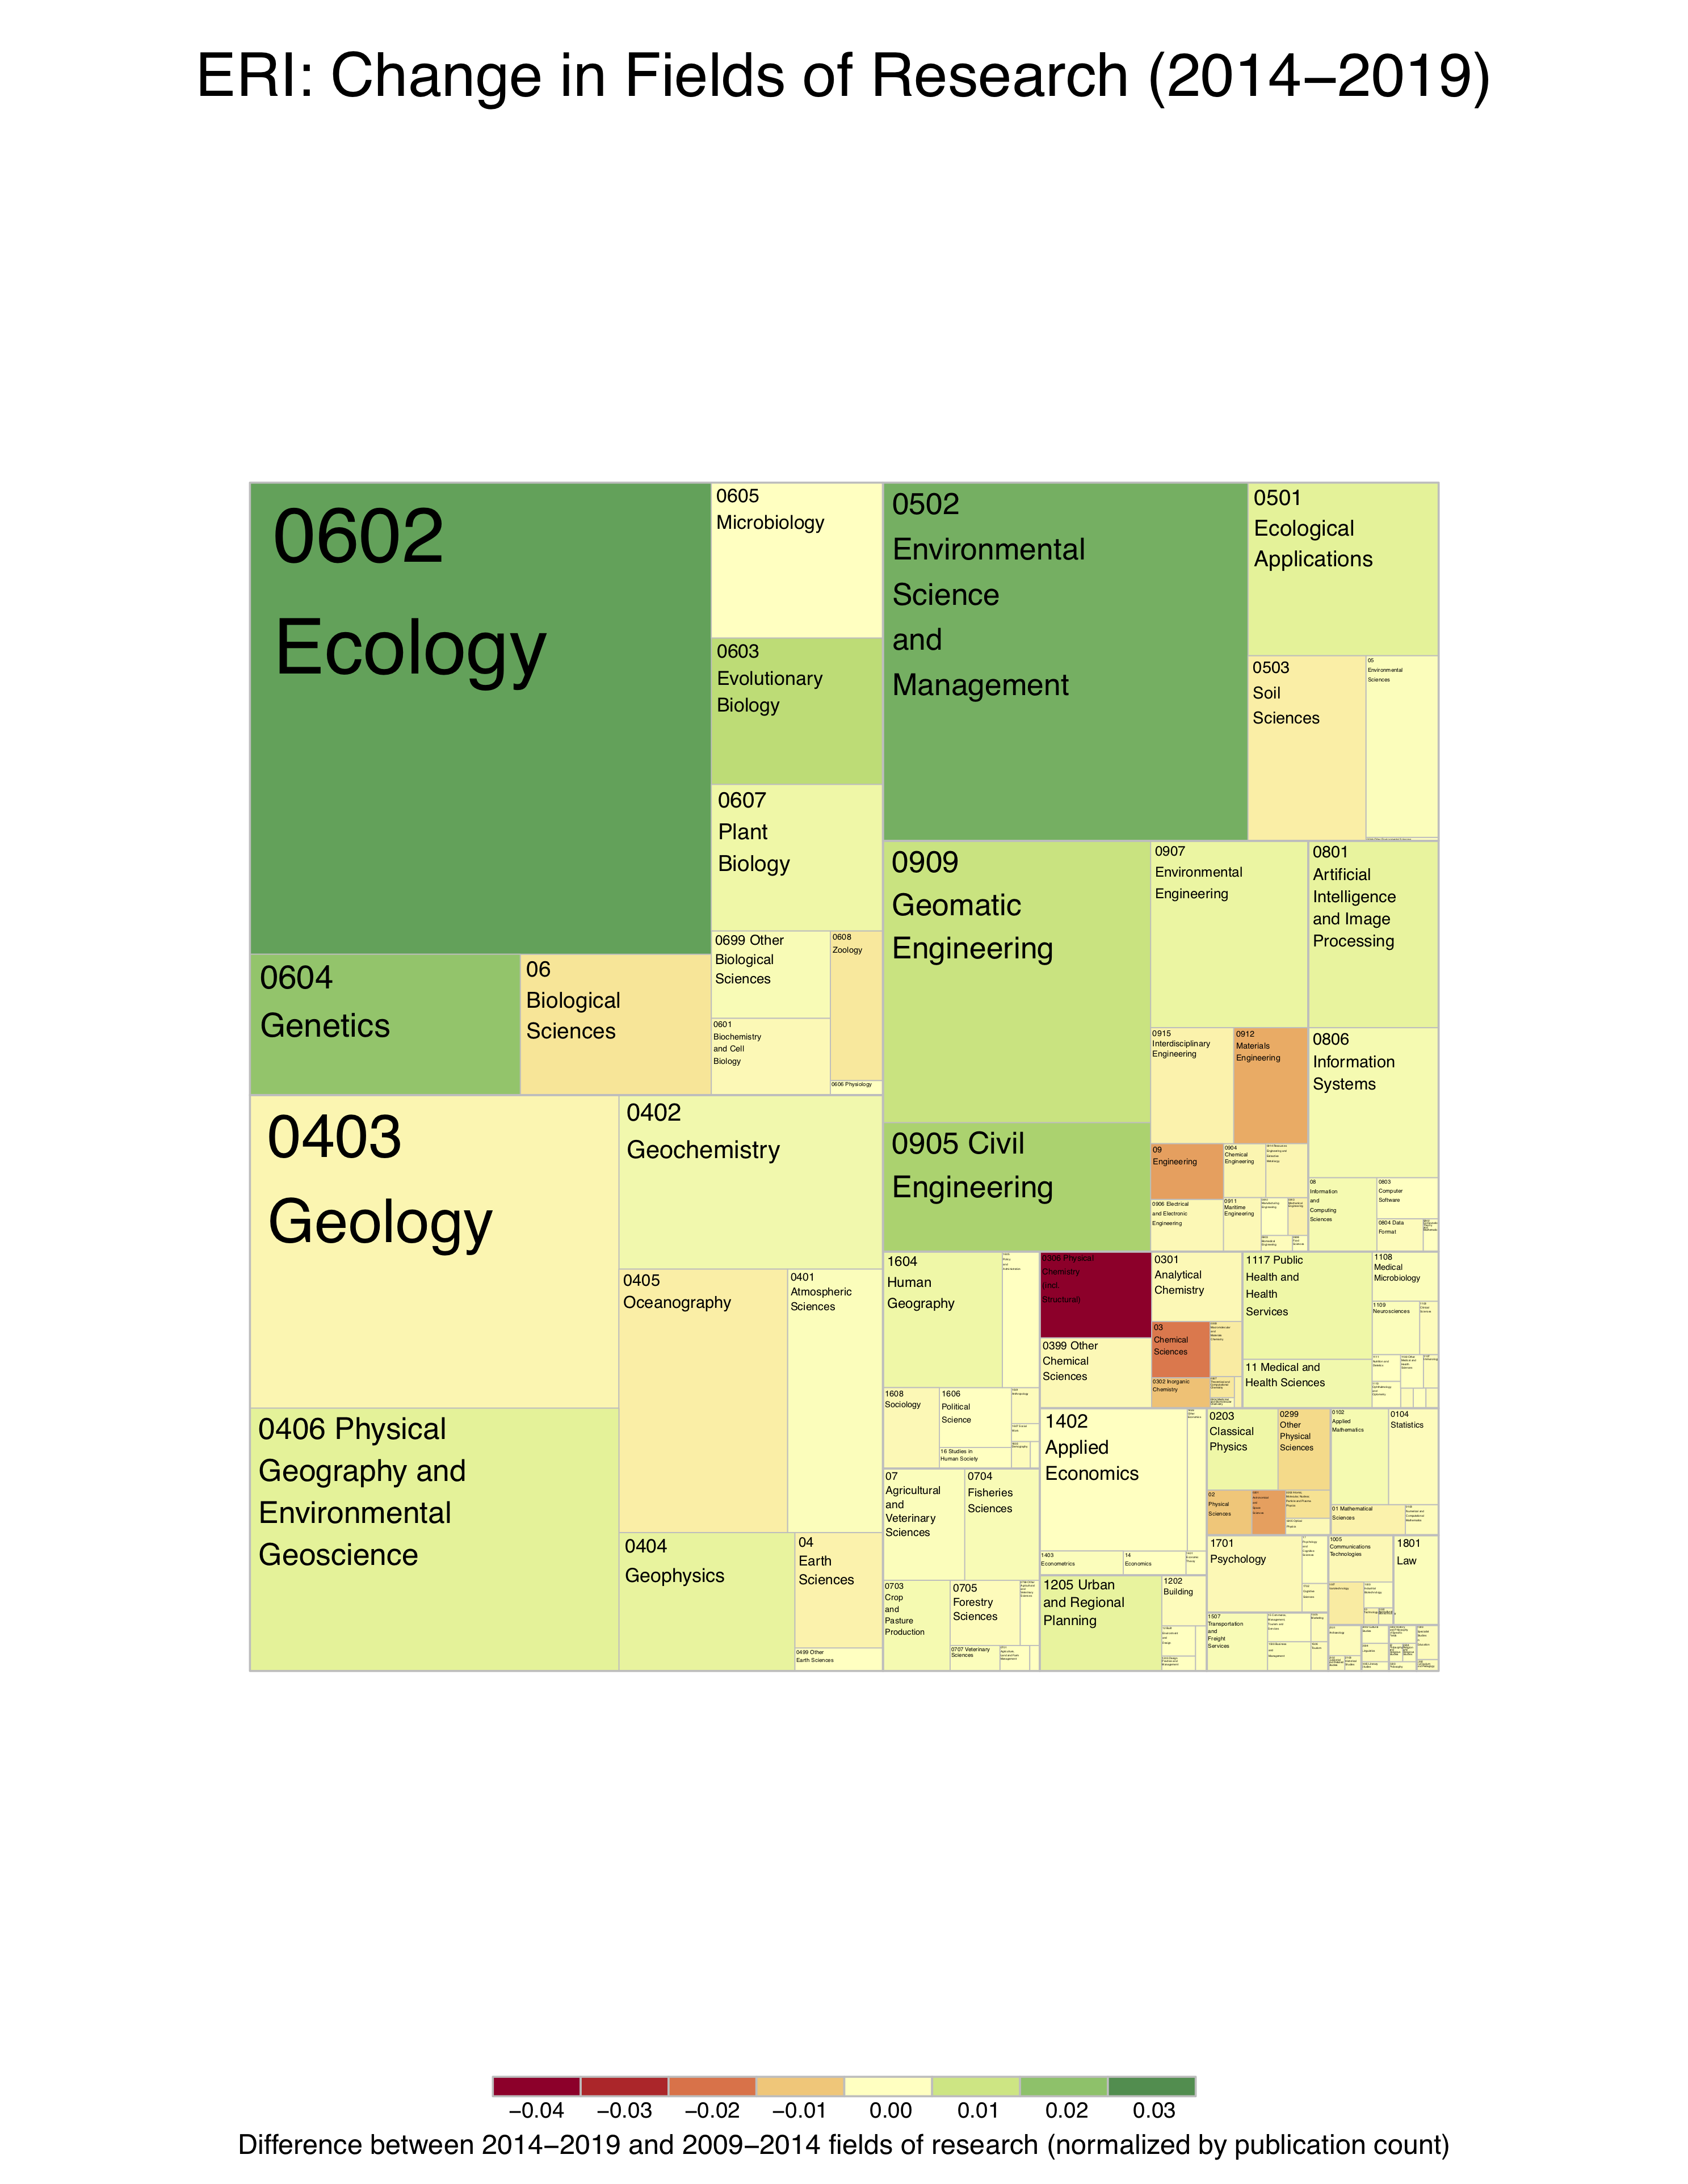 ERI: Change in Fields of Research (2014−2019)
0602
Ecology
0605
Microbiology
0603
Evolutionary
Biology
0607
Plant
Biology
0699 Other
Biological
Sciences
0608
Zoology
0601
Biochemistry
and Cell
Biology
0606 Physiology
0604
Genetics
06
Biological
Sciences
0502
Environmental
Science
and
Management
0501
Ecological
Applications
0503
Soil
Sciences
05
Environmental
Sciences
0403
Geology
0402
Geochemistry
0405
Oceanography
0401
Atmospheric
Sciences
0406 Physical
Geography and
Environmental
Geoscience
0404
Geophysics
04
Earth
Sciences
0499 Other
Earth Sciences
0909
Geomatic
Engineering
0907
Environmental
Engineering
0801
Artificial
Intelligence
and Image
Processing
0915
Interdisciplinary
Engineering
0912
Materials
Engineering
0806
Information
Systems
0905 Civil
Engineering
09
Engineering
0904
Chemical
Engineering
0906 Electrical
and Electronic
Engineering
0911
Maritime
Engineering
08
Information
and
Computing
Sciences
0803
Computer
Software
0804 Data
Format
1604
Human
Geography
1608
Sociology
1606
Political
Science
16 Studies in
Human Society
0306 Physical
Chemistry
(incl.
Structural)
0301
Analytical
Chemistry
0399 Other
Chemical
Sciences
03
Chemical
Sciences
0302 Inorganic
Chemistry
1117 Public
Health and
Health
Services
1108
Medical
Microbiology
1109
Neurosciences
11 Medical and
Health Sciences
07
Agricultural
and
Veterinary
Sciences
0704
Fisheries
Sciences
0703
Crop
and
Pasture
Production
0705
Forestry
Sciences
0707 Veterinary
Sciences
1402
Applied
Economics
1403
Econometrics
14
Economics
1205 Urban
and Regional
Planning
1202
Building
0203
Classical
Physics
0299
Other
Physical
Sciences
02
Physical
Sciences
0102
Applied
Mathematics
0104
Statistics
01 Mathematical
Sciences
1701
Psychology
1005
Communications
Technologies
1801
Law
1507
Transportation
and
Freight
Services
−0.04 −0.03 −0.02 −0.01 0.00 0.01 0.02 0.03
Difference between 2014−2019 and 2009−2014 fields of research (normalized by publication count)